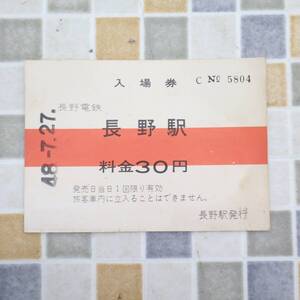 入場券 C Nº 5804
長野電鉄
長野駅
料金30円
発売日当日1回限り有効
旅客車内に立入ることはできません。
長野駅発行
48.-7.27.